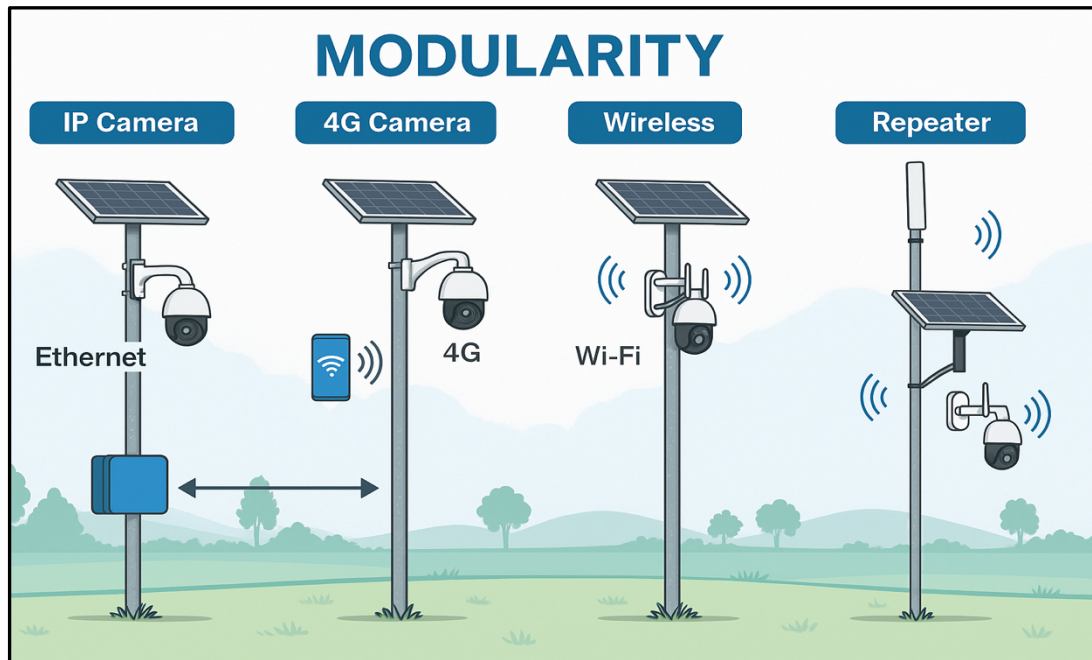 MODULARITY
IP Camera
4G Camera
Wireless
Repeater
Ethernet
4G
Wi-Fi